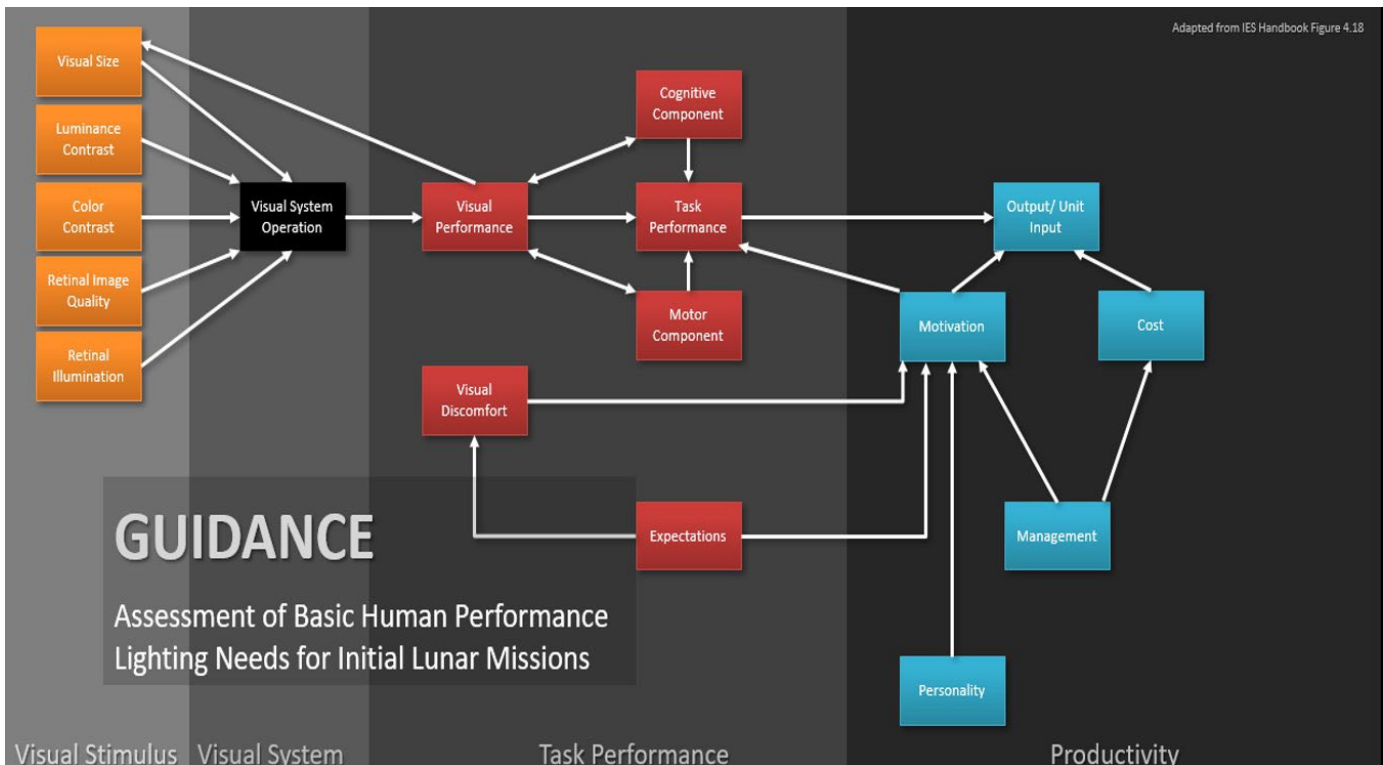 Adapted from IES Handbook Figure 4.18
Visual Size
Luminance
Contrast
Color
Contrast
Retinal Image
Quality
Retinal
Illumination
Visual System
Operation
Visual
Performance
Cognitive
Component
Task
Performance
Motor
Component
Visual
Discomfort
Expectations
Output/ Unit
Input
Motivation
Cost
Management
Personality
GUIDANCE
Assessment of Basic Human Performance
Lighting Needs for Initial Lunar Missions
Visual Stimulus
Visual System
Task Performance
Productivity